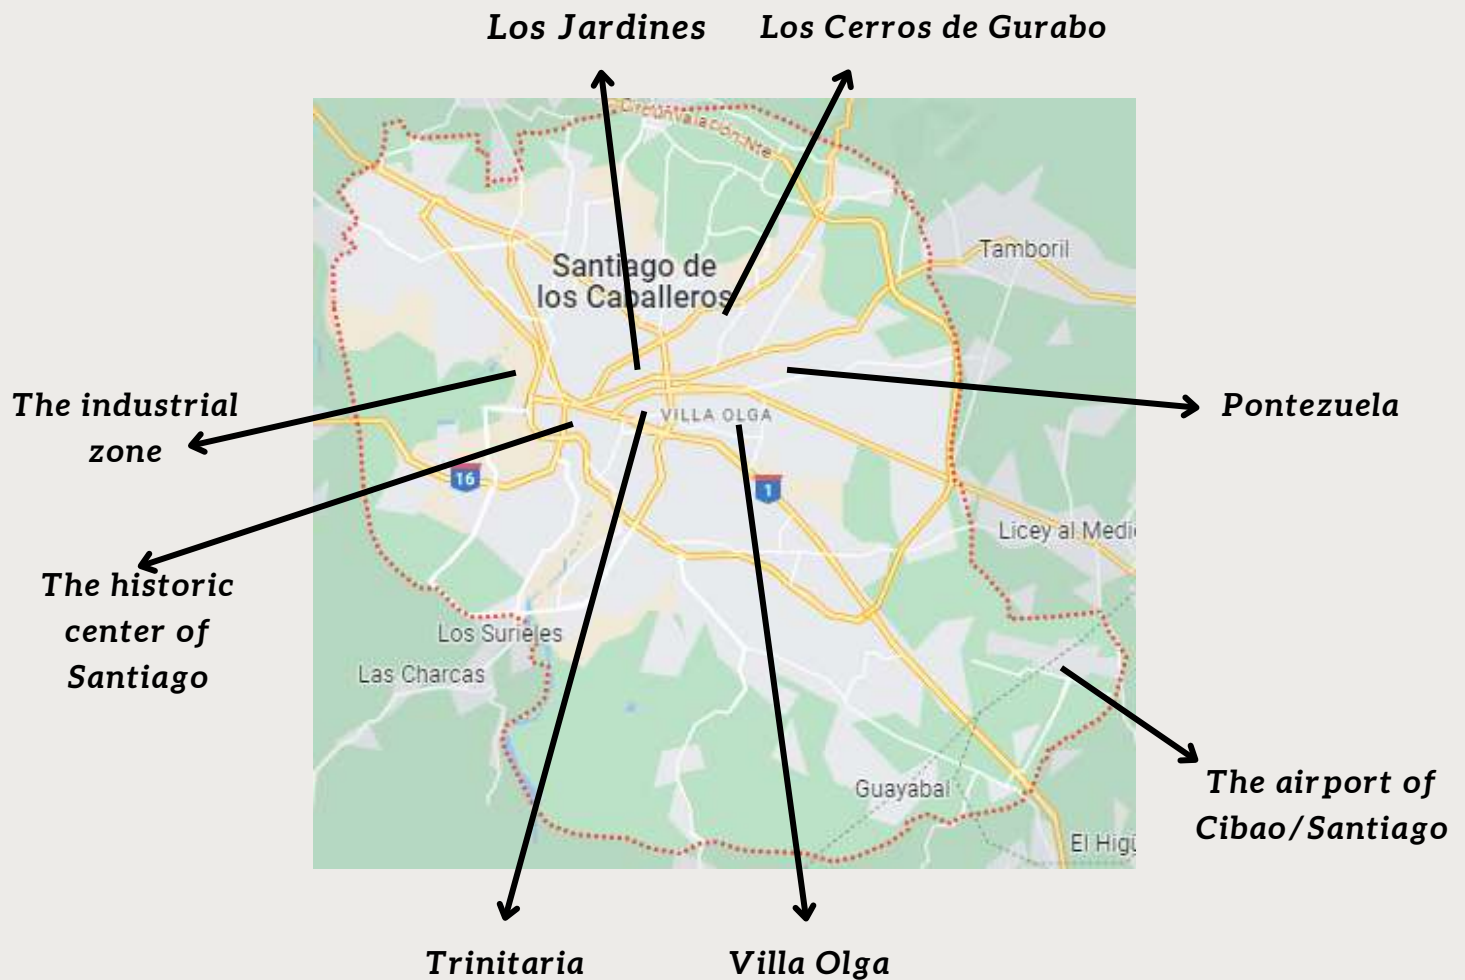 Los Jardines
Los Cerros de Gurabo
Circunvalación Nte
Tamboril
Santiago de
los Caballeros
The industrial
zone
Pontezuela
VILLA OLGA
16
1
Licey al Medi
The historic
center of
Santiago
Los Surieles
Las Charcas
Guayabal
The airport of
Cibao/Santiago
El Higü
Trinitaria
Villa Olga